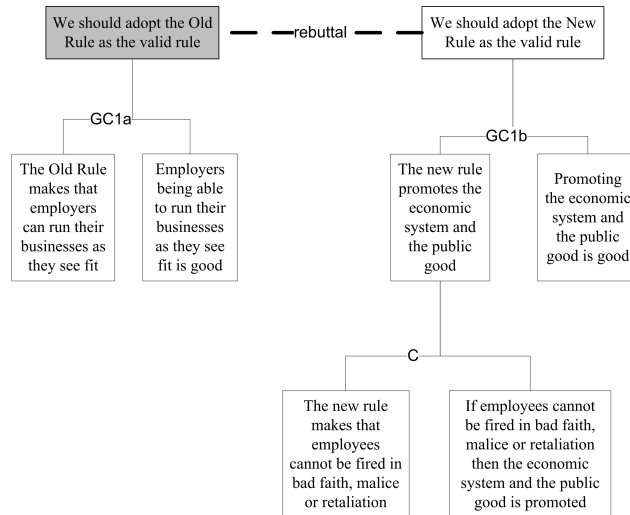 We should adopt the Old
Rule as the valid rule
rebuttal
We should adopt the New
Rule as the valid rule
GC1a
GC1b
The Old Rule
makes that
employers
can run their
businesses as
they see fit
Employers
being able
to run their
businesses
as they see
fit is good
The new rule
promotes the
economic
system and
the public
good
Promoting
the economic
system and
the public
good is good
C
The new rule
makes that
employees
cannot be fired in
bad faith, malice
or retaliation
If employees cannot
be fired in bad faith,
malice or retaliation
then the economic
system and the public
good is promoted